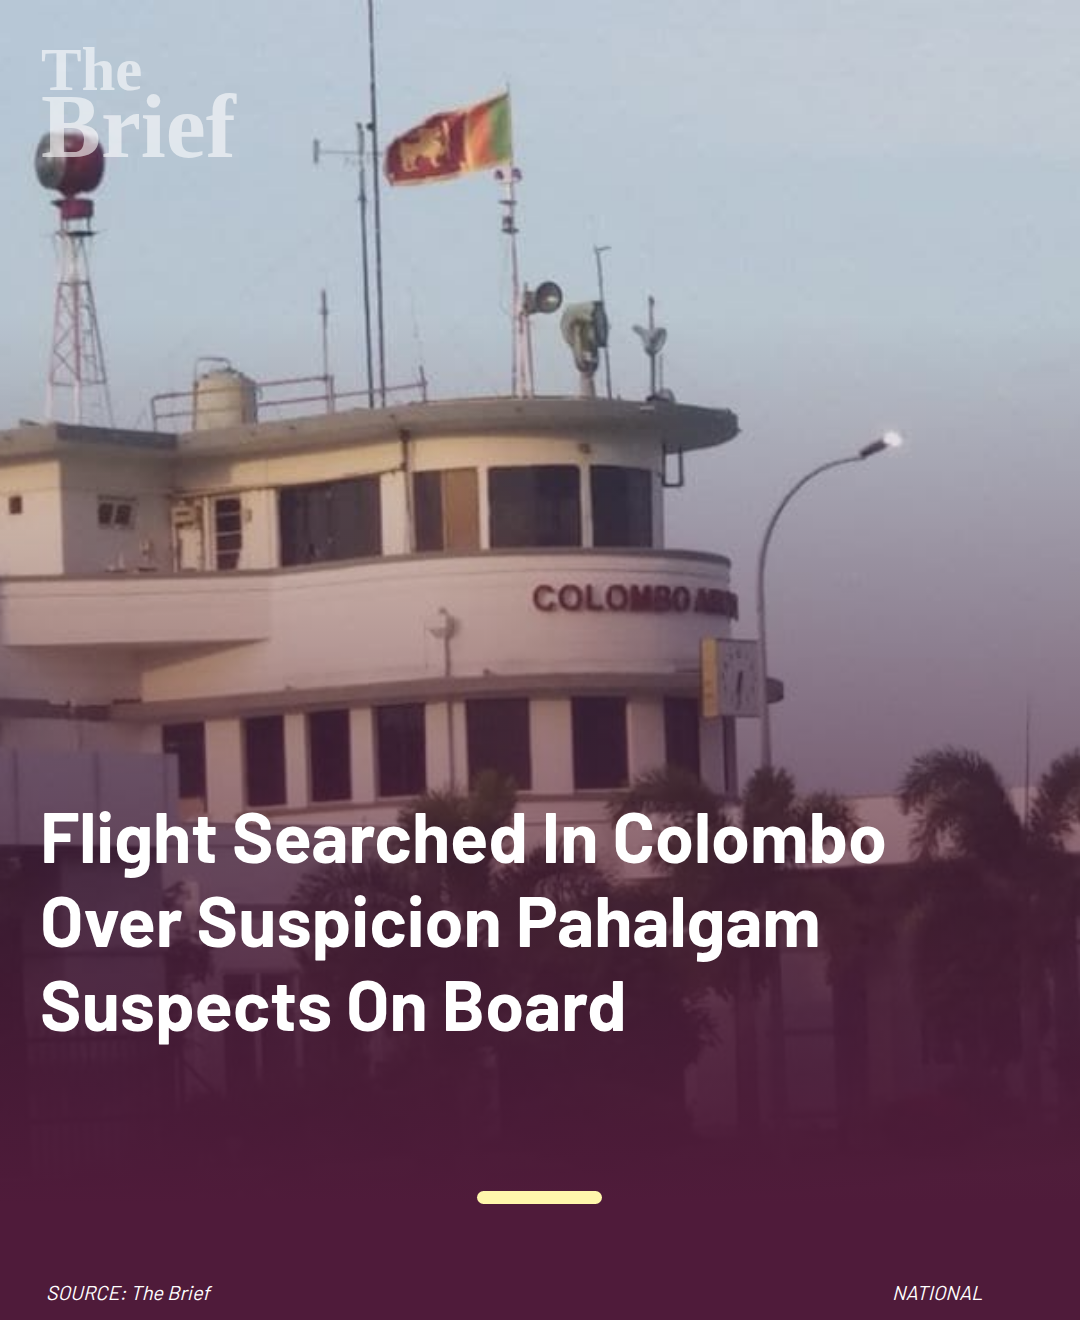 The
Brief
COLOMBO
Flight Searched In Colombo
Over Suspicion Pahalgam
Suspects On Board
SOURCE: The Brief
NATIONAL